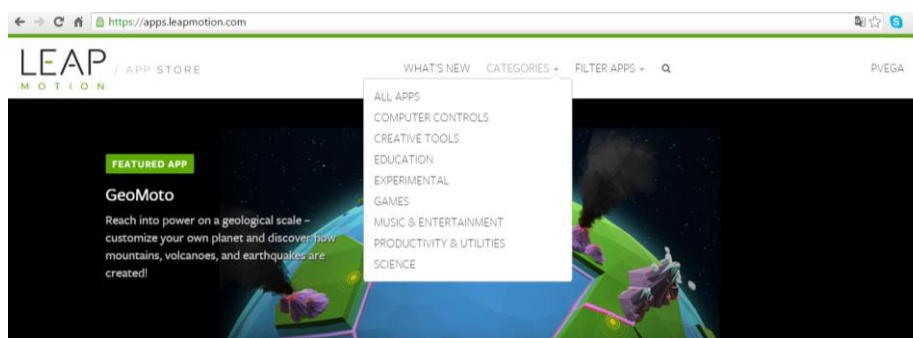 https://apps.leapmotion.com
LEAP MOTION / APP STORE
WHAT'S NEW CATEGORIES FILTER APPS PVEGA
ALL APPS
COMPUTER CONTROLS
CREATIVE TOOLS
EDUCATION
EXPERIMENTAL
GAMES
MUSIC & ENTERTAINMENT
PRODUCTIVITY & UTILITIES
SCIENCE
FEATURED APP
GeoMoto
Reach into power on a geological scale –
customize your own planet and discover how
mountains, volcanoes, and earthquakes are
created!